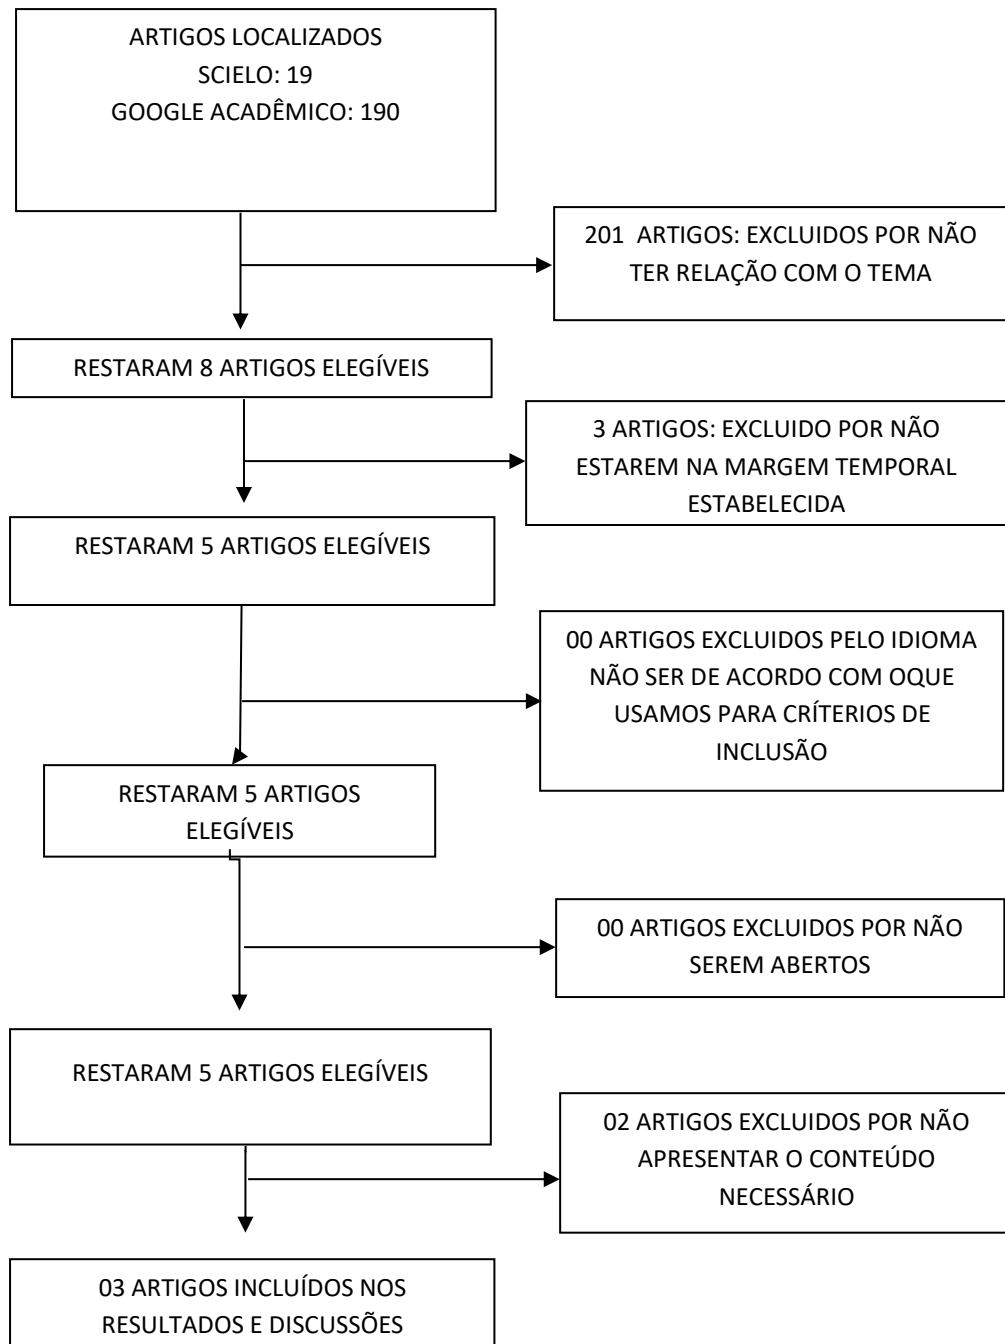 ARTIGOS LOCALIZADOS
SCIELO: 19
GOOGLE ACADÊMICO: 190
201 ARTIGOS: EXCLUIDOS POR NÃO
TER RELAÇÃO COM O TEMA
RESTARAM 8 ARTIGOS ELEGÍVEIS
3 ARTIGOS: EXCLUIDO POR NÃO
ESTAREM NA MARGEM TEMPORAL
ESTABELECIDA
RESTARAM 5 ARTIGOS ELEGÍVEIS
00 ARTIGOS EXCLUIDOS PELO IDIOMA
NÃO SER DE ACORDO COM OQUE
USAMOS PARA CRÍTERIOS DE
INCLUSÃO
RESTARAM 5 ARTIGOS
ELEGÍVEIS
00 ARTIGOS EXCLUIDOS POR NÃO
SEREM ABERTOS
RESTARAM 5 ARTIGOS ELEGÍVEIS
02 ARTIGOS EXCLUIDOS POR NÃO
APRESENTAR O CONTEÚDO
NECESSÁRIO
03 ARTIGOS INCLUÍDOS NOS
RESULTADOS E DISCUSSÕES